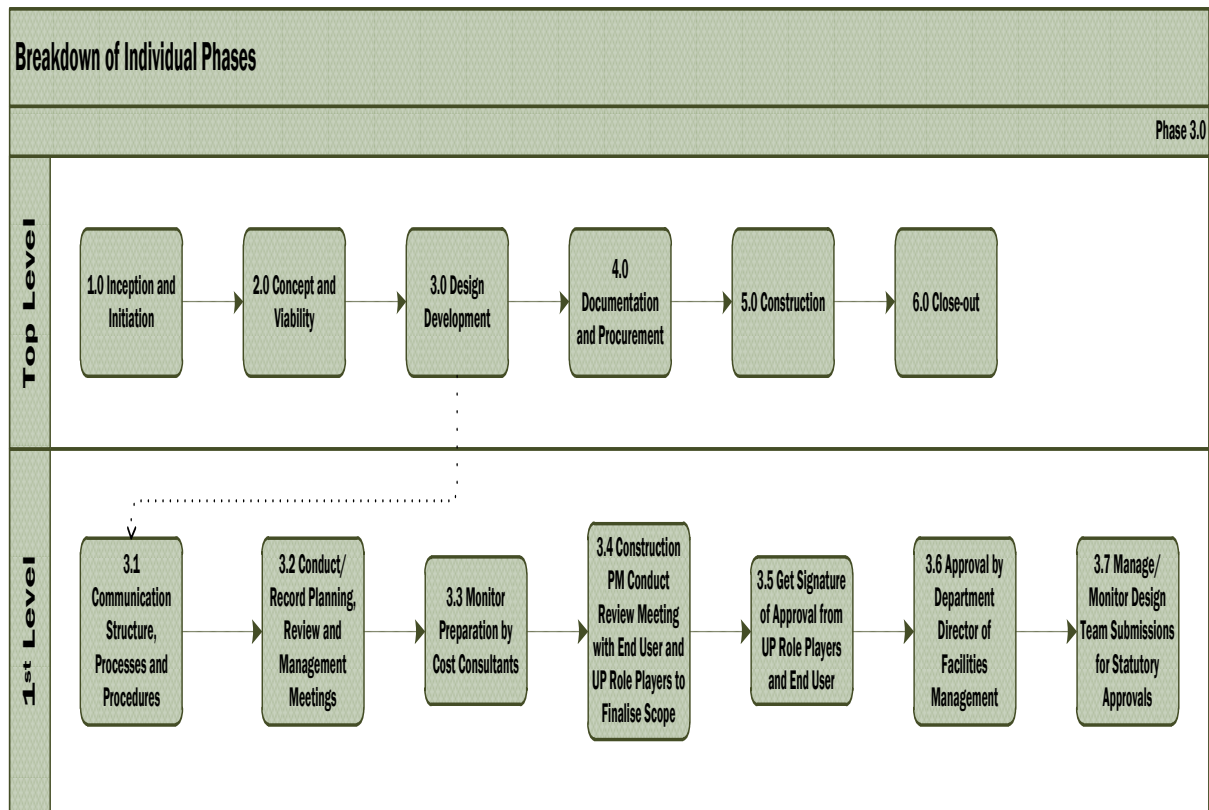 Breakdown of Individual Phases
Phase 3.0
Top Level
1.0 Inception and
Initiation
2.0 Concept and
Viability
3.0 Design
Development
4.0
Documentation
and Procurement
5.0 Construction
6.0 Close-out
1st Level
3.1
Communication
Structure,
Processes and
Procedures
3.2 Conduct/
Record Planning,
Review and
Management
Meetings
3.3 Monitor
Preparation by
Cost Consultants
3.4 Construction
PM Conduct
Review Meeting
with End User and
UP Role Players to
Finalise Scope
3.5 Get Signature
of Approval from
UP Role Players
and End User
3.6 Approval by
Department
Director of
Facilities
Management
3.7 Manage/
Monitor Design
Team Submissions
for Statutory
Approvals